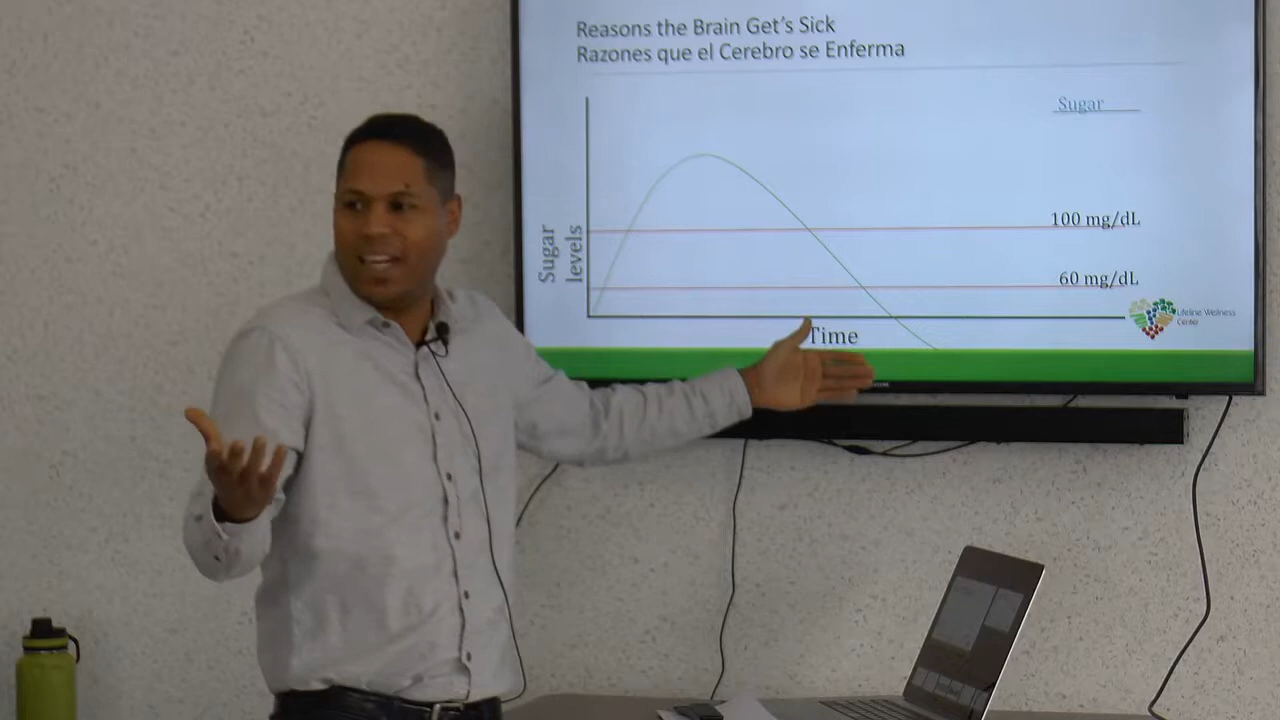 Reasons the Brain Get's Sick
Razones que el Cerebro se Enferma
Sugar
100 mg/dL
60 mg/dL
Sugar
levels
Time
Lifeline Wellness
Center